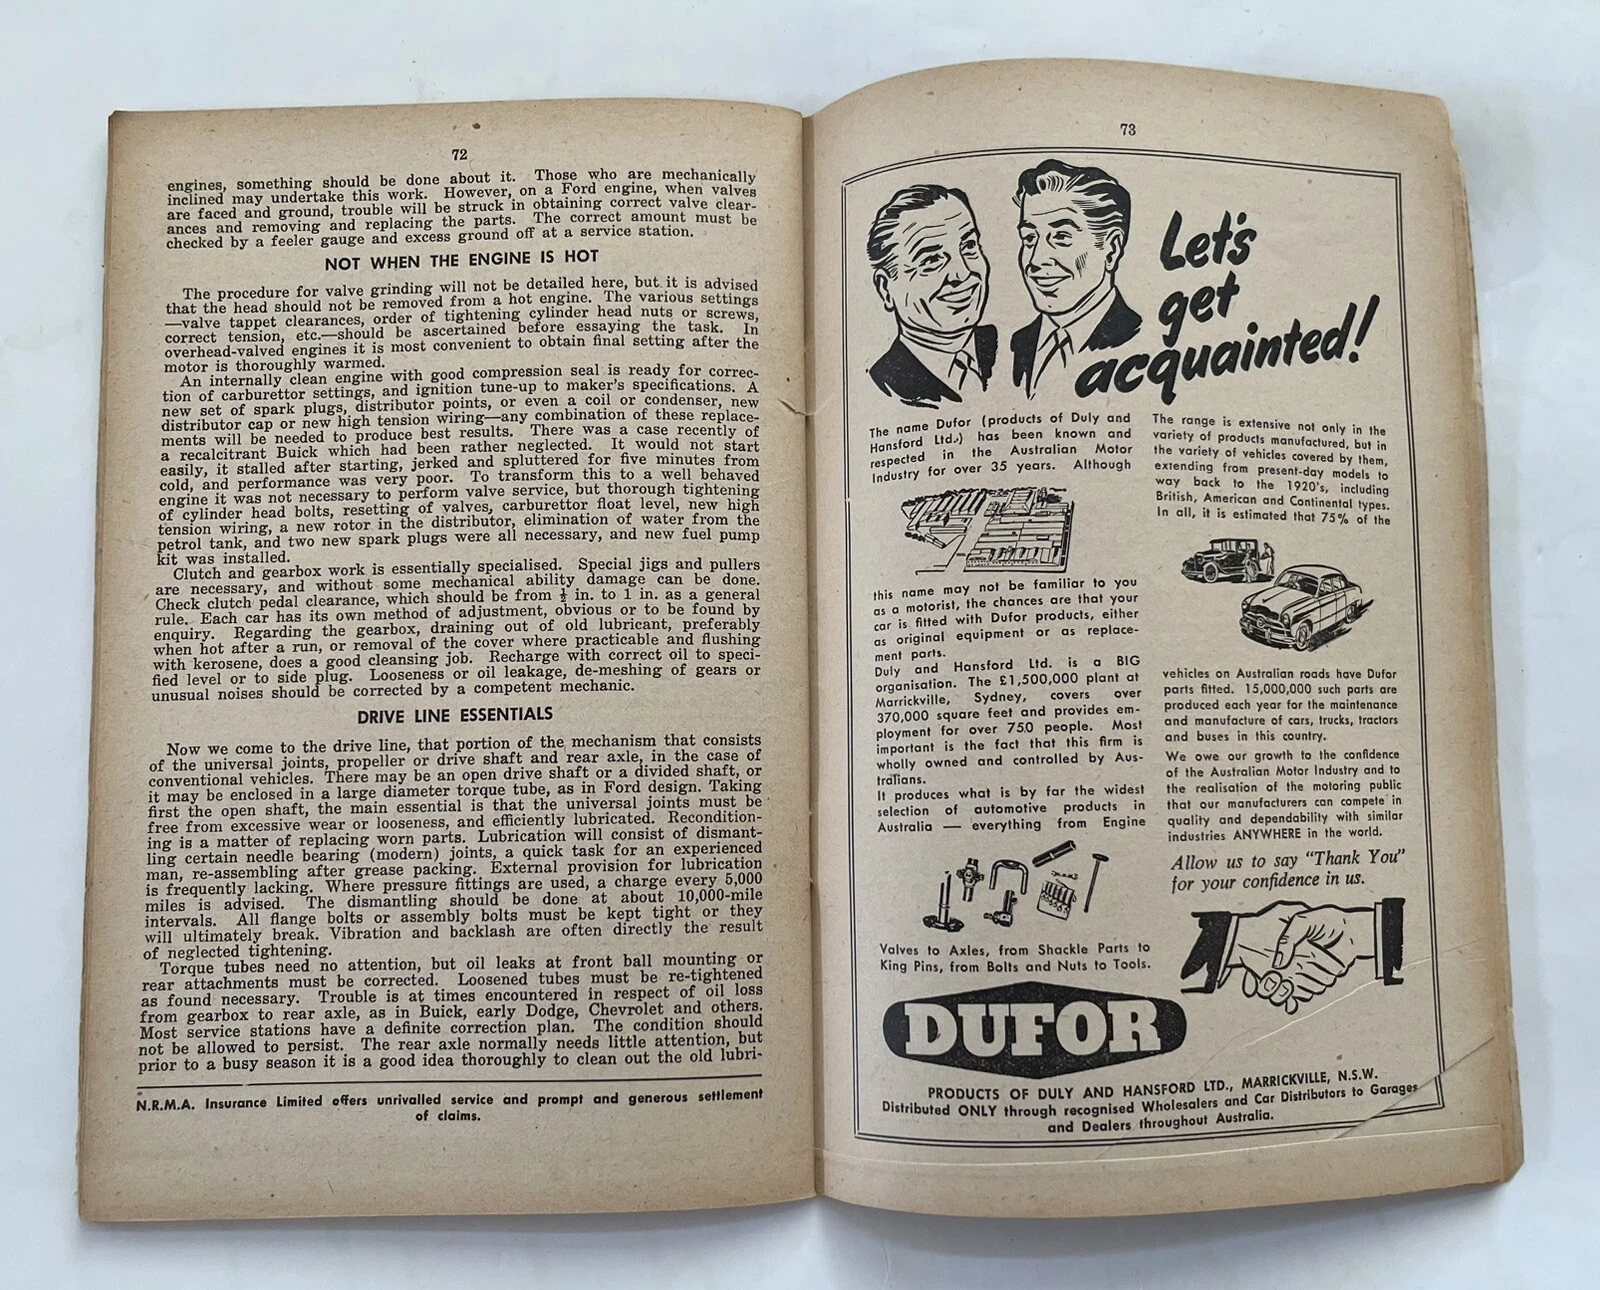 72
engines, something should be done about it. Those who are mechanically
inclined may undertake this work. However, on a Ford engine, when valves
are faced and ground, trouble will be struck in obtaining correct valve clear-
ances and removing and replacing the parts. The correct amount must be
checked by a feeler gauge and excess ground off at a service station.
NOT WHEN THE ENGINE IS HOT
The procedure for valve grinding will not be detailed here, but it is advised
that the head should not be removed from a hot engine. The various settings
—valve tappet clearances, order of tightening cylinder head nuts or screws,
correct tension, etc.—should be ascertained before essaying the task. In
overhead-valved engines it is most convenient to obtain final setting after the
motor is thoroughly warmed.
An internally clean engine with good compression seal is ready for correc-
tion of carburettor settings, and ignition tune-up to maker's specifications. A
new set of spark plugs, distributor points, or even a coil or condenser, new
distributor cap or new high tension wiring—any combination of these replace-
ments will be needed to produce best results. There was a case recently of
a recalcitrant Buick which had been rather neglected. It would not start
easily, it stalled after starting, jerked and spluttered for five minutes from
cold, and performance was very poor. To transform this to a well behaved
engine it was not necessary to perform valve service, but thorough tightening
of cylinder head bolts, resetting of valves, carburettor float level, new high
tension wiring, a new rotor in the distributor, elimination of water from the
petrol tank, and two new spark plugs were all necessary, and new fuel pump
kit was installed.
Clutch and gearbox work is essentially specialised. Special jigs and pullers
are necessary, and without some mechanical ability damage can be done.
Check clutch pedal clearance, which should be from ½ in. to 1 in. as a general
rule. Each car has its own method of adjustment, obvious or to be found by
enquiry. Regarding the gearbox, draining out of old lubricant, preferably
when hot after a run, or removal of the cover where practicable and flushing
with kerosene, does a good cleansing job. Recharge with correct oil to speci-
fied level or to side plug. Looseness or oil leakage, de-meshing of gears or
unusual noises should be corrected by a competent mechanic.
DRIVE LINE ESSENTIALS
Now we come to the drive line, that portion of the mechanism that consists
of the universal joints, propeller or drive shaft and rear axle, in the case of
conventional vehicles. There may be an open drive shaft or a divided shaft, or
it may be enclosed in a large diameter torque tube, as in Ford design. Taking
first the open shaft, the main essential is that the universal joints must be
free from excessive wear or looseness, and efficiently lubricated. Recondition-
ing is a matter of replacing worn parts. Lubrication will consist of dismant-
ling certain needle bearing (modern) joints, a quick task for an experienced
man, re-assembling after grease packing. External provision for lubrication
is frequently lacking. Where pressure fittings are used, a charge every 5,000
miles is advised. The dismantling should be done at about 10,000-mile
intervals. All flange bolts or assembly bolts must be kept tight or they
will ultimately break. Vibration and backlash are often directly the result
of neglected tightening.
Torque tubes need no attention, but oil leaks at front ball mounting or
rear attachments must be corrected. Loosened tubes must be re-tightened
as found necessary. Trouble is at times encountered in respect of oil loss
from gearbox to rear axle, as in Buick, early Dodge, Chevrolet and others.
Most service stations have a definite correction plan. The condition should
not be allowed to persist. The rear axle normally needs little attention, but
prior to a busy season it is a good idea thoroughly to clean out the old lubri-
N.R.M.A. Insurance Limited offers unrivalled service and prompt and generous settlement
of claims.
73
Let's
get
acquainted!
The name Dufor (products of Duly and
Hansford Ltd.) has been known and
respected in the Australian Motor
Industry for over 35 years. Although
this name may not be familiar to you
as a motorist, the chances are that your
car is fitted with Dufor products, either
as original equipment or as replace-
ment parts.
Duly and Hansford Ltd. is a BIG
organisation. The £1,500,000 plant at
Marrickville, Sydney, covers over
370,000 square feet and provides em-
ployment for over 750 people. Most
important is the fact that this firm is
wholly owned and controlled by Aus-
tralians.
It produces what is by far the widest
selection of automotive products in
Australia — everything from Engine
Valves to Axles, from Shackle Parts to
King Pins, from Bolts and Nuts to Tools.
The range is extensive not only in the
variety of products manufactured, but in
the variety of vehicles covered by them,
extending from present-day models to
way back to the 1920's, including
British, American and Continental types.
In all, it is estimated that 75% of the
vehicles on Australian roads have Dufor
parts fitted. 15,000,000 such parts are
produced each year for the maintenance
and manufacture of cars, trucks, tractors
and buses in this country.
We owe our growth to the confidence
of the Australian Motor Industry and to
the realisation of the motoring public
that our manufacturers can compete in
quality and dependability with similar
industries ANYWHERE in the world.
Allow us to say "Thank You"
for your confidence in us.
DUFOR
PRODUCTS OF DULY AND HANSFORD LTD., MARRICKVILLE, N.S.W.
Distributed ONLY through recognised Wholesalers and Car Distributors to Garages
and Dealers throughout Australia.